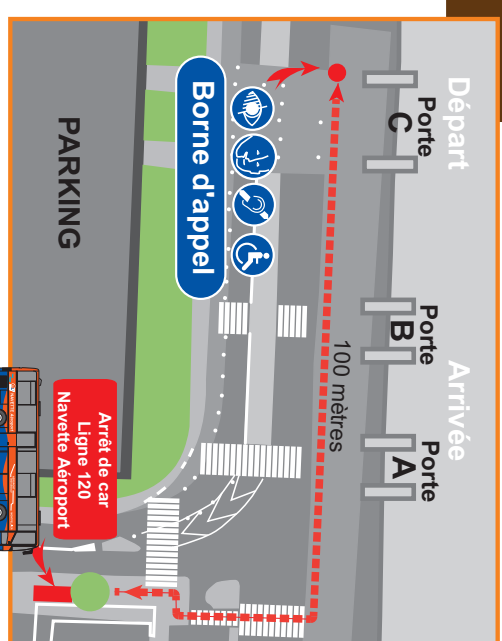 Départ
Arrivée
Porte
C
Porte
B
Porte
A
100 mètres
Borne d'appel
PARKING
Arrêt de car
Ligne 120
Navette Aéroport